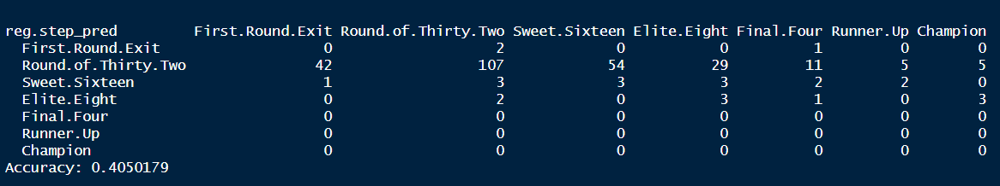 reg.step_pred First.Round.Exit Round.of.Thirty.Two Sweet.Sixteen Elite.Eight Final.Four Runner.Up Champion
First.Round.Exit 0 2 0 0 1 0 0
Round.of.Thirty.Two 42 107 54 29 11 5 5
Sweet.Sixteen 1 3 3 3 2 2 0
Elite.Eight 0 2 0 3 1 0 3
Final.Four 0 0 0 0 0 0 0
Runner.Up 0 0 0 0 0 0 0
Champion 0 0 0 0 0 0 0
Accuracy: 0.4050179